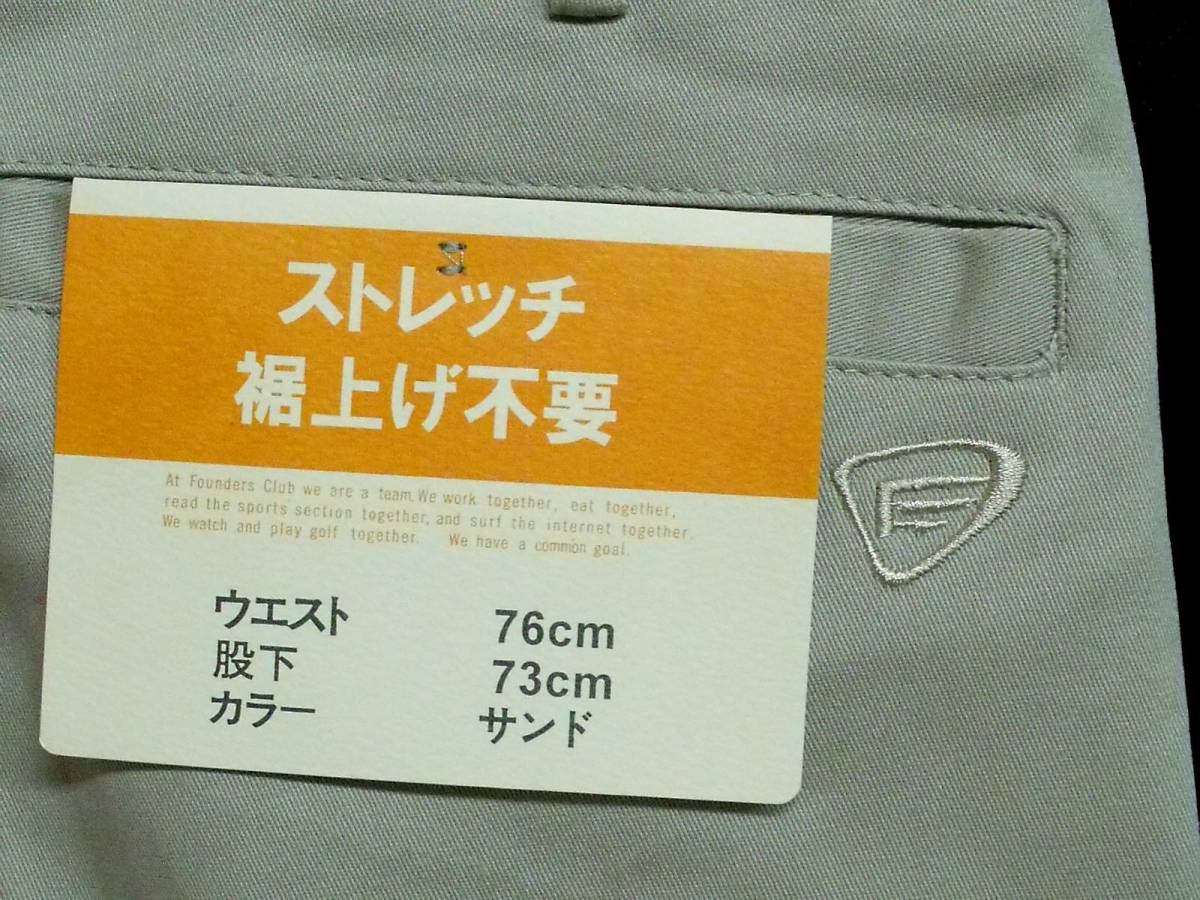 ストレッチ
裾上げ不要
At Founders Club we are a team. We work together, eat together,
read the sports section together, and surf the internet together.
We watch and play golf together. We have a common goal.
ウエスト 76cm
股下 73cm
カラー サンド